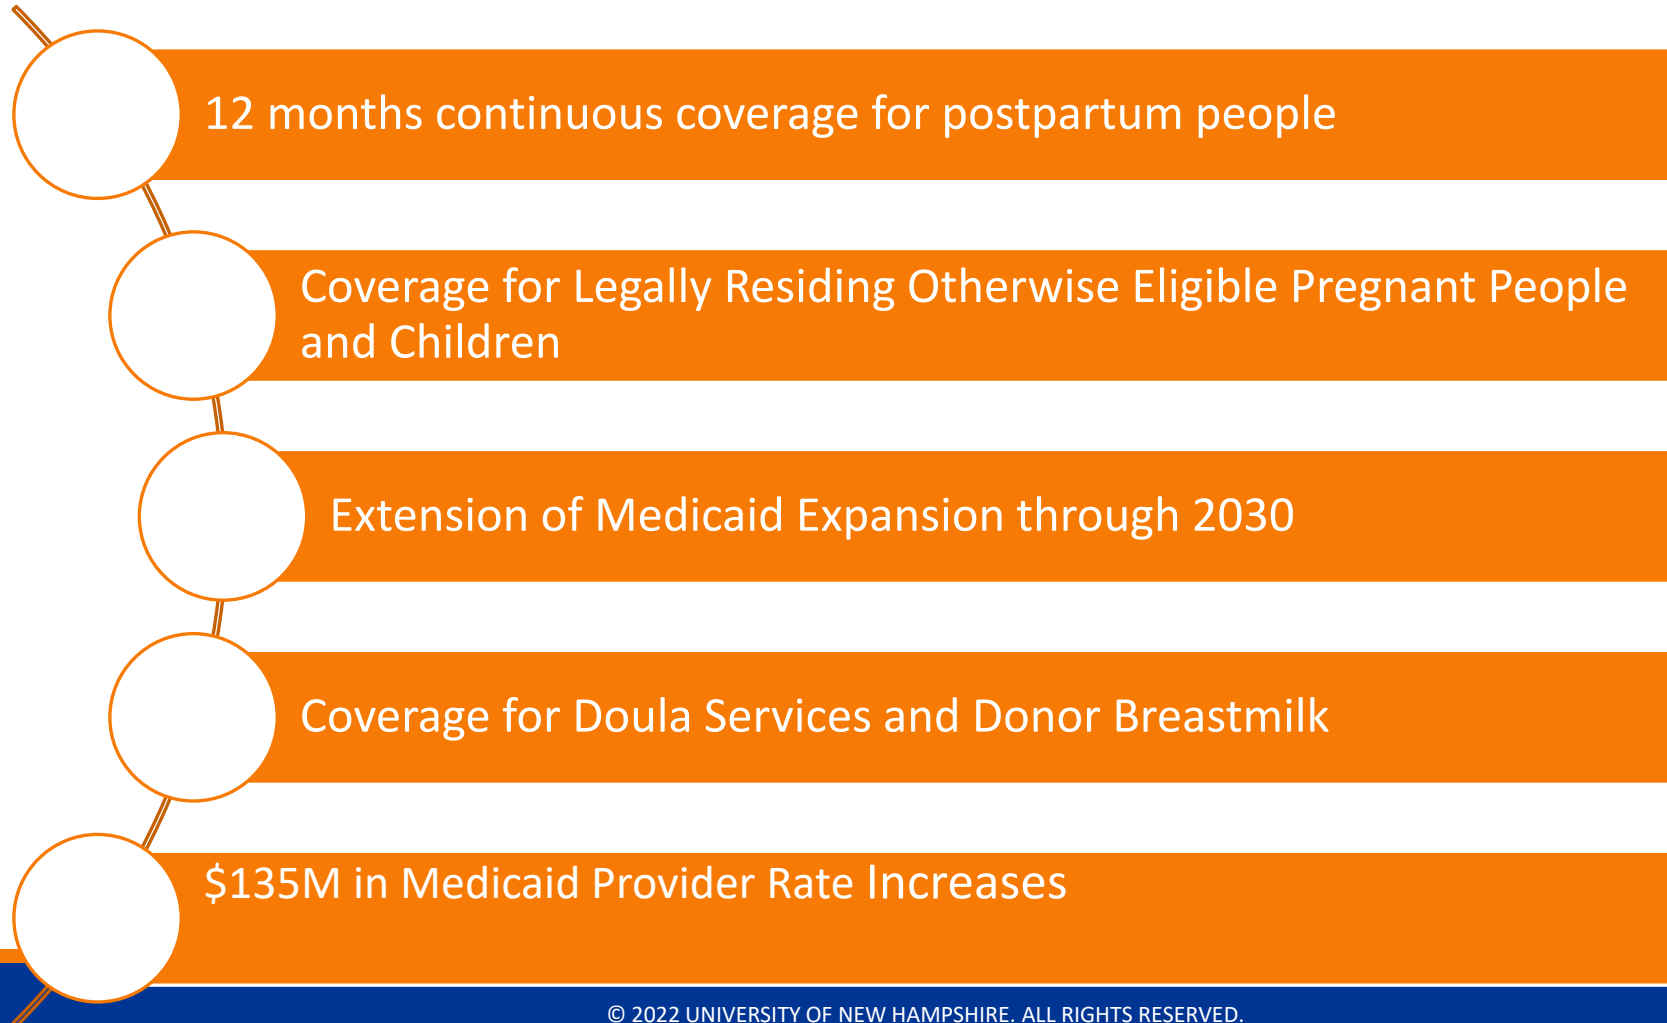 12 months continuous coverage for postpartum people
Coverage for Legally Residing Otherwise Eligible Pregnant People
and Children
Extension of Medicaid Expansion through 2030
Coverage for Doula Services and Donor Breastmilk
$135M in Medicaid Provider Rate Increases
© 2022 UNIVERSITY OF NEW HAMPSHIRE. ALL RIGHTS RESERVED.